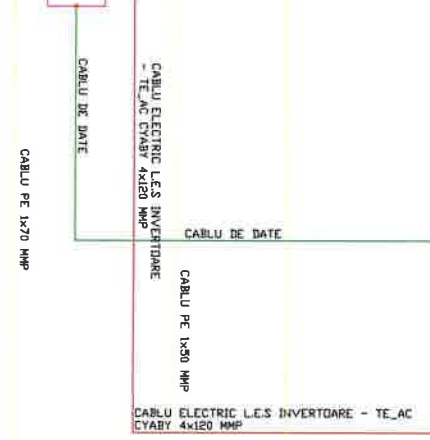 CABLU DE DATE
CABLU ELECTRIC L.E.S INVERTOARE
- TE_AC CYABY 4x120 MMP
CABLU PE 1x70 MMP
CABLU DE DATE
CABLU PE 1x50 MMP
CABLU ELECTRIC L.E.S INVERTOARE - TE_AC
CYABY 4x120 MMP